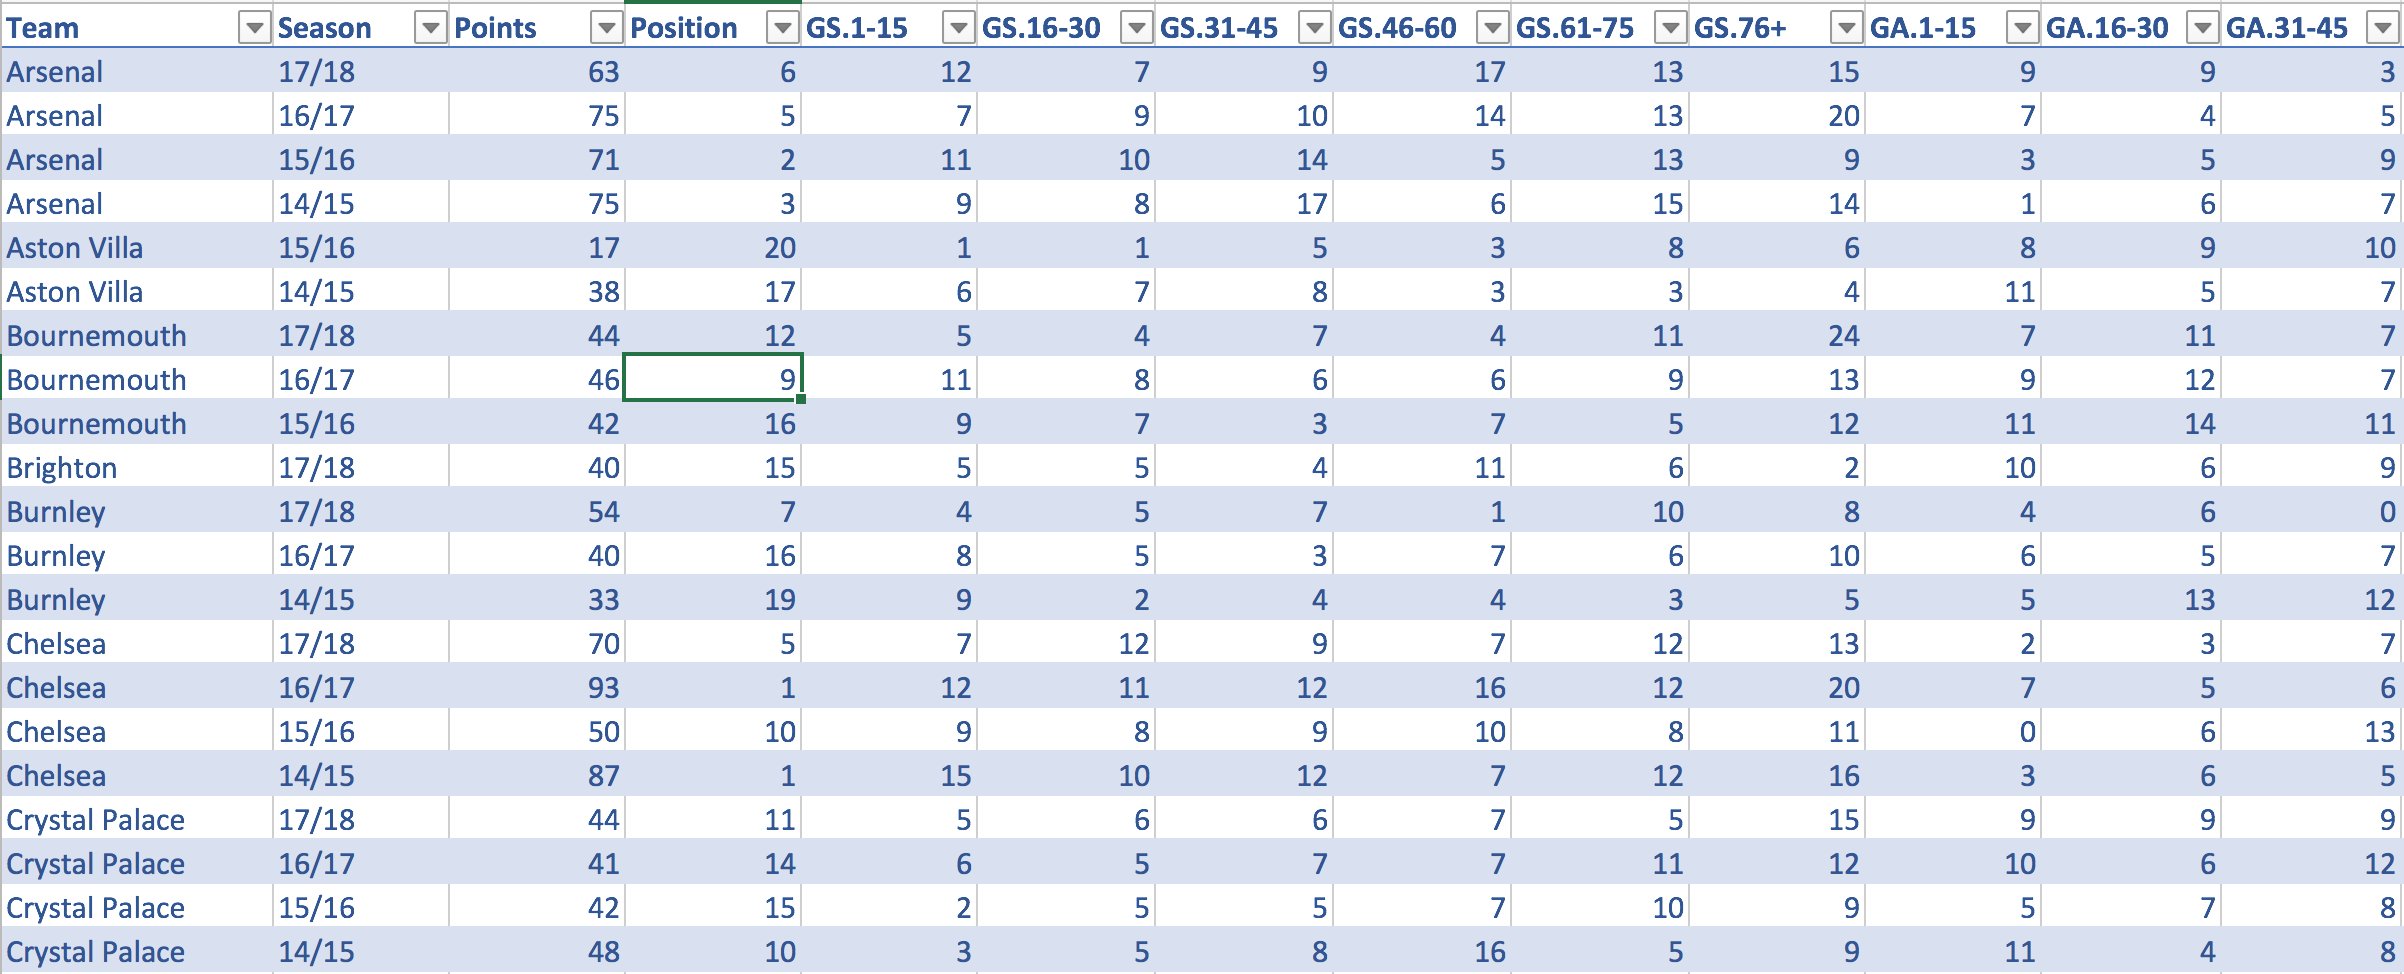 Team Season Points Position GS.1-15 GS.16-30 GS.31-45 GS.46-60 GS.61-75 GS.76+ GA.1-15 GA.16-30 GA.31-45
Arsenal 17/18 63 6 12 7 9 17 13 15 9 9 3
Arsenal 16/17 75 5 7 9 10 14 13 20 7 4 5
Arsenal 15/16 71 2 11 10 14 5 13 9 3 5 9
Arsenal 14/15 75 3 9 8 17 6 15 14 1 6 7
Aston Villa 15/16 17 20 1 1 5 3 8 6 8 9 10
Aston Villa 14/15 38 17 6 7 8 3 3 4 11 5 7
Bournemouth 17/18 44 12 5 4 7 4 11 24 7 11 7
Bournemouth 16/17 46 9 11 8 6 6 9 13 9 12 7
Bournemouth 15/16 42 16 9 7 3 7 5 12 11 14 11
Brighton 17/18 40 15 5 5 4 11 6 2 10 6 9
Burnley 17/18 54 7 4 5 7 1 10 8 4 6 0
Burnley 16/17 40 16 8 5 3 7 6 10 6 5 7
Burnley 14/15 33 19 9 2 4 4 3 5 5 13 12
Chelsea 17/18 70 5 7 12 9 7 12 13 2 3 7
Chelsea 16/17 93 1 12 11 12 16 12 20 7 5 6
Chelsea 15/16 50 10 9 8 9 10 8 11 0 6 13
Chelsea 14/15 87 1 15 10 12 7 12 16 3 6 5
Crystal Palace 17/18 44 11 5 6 6 7 5 15 9 9 9
Crystal Palace 16/17 41 14 6 5 7 7 11 12 10 6 12
Crystal Palace 15/16 42 15 2 5 5 7 10 9 5 7 8
Crystal Palace 14/15 48 10 3 5 8 16 5 9 11 4 8